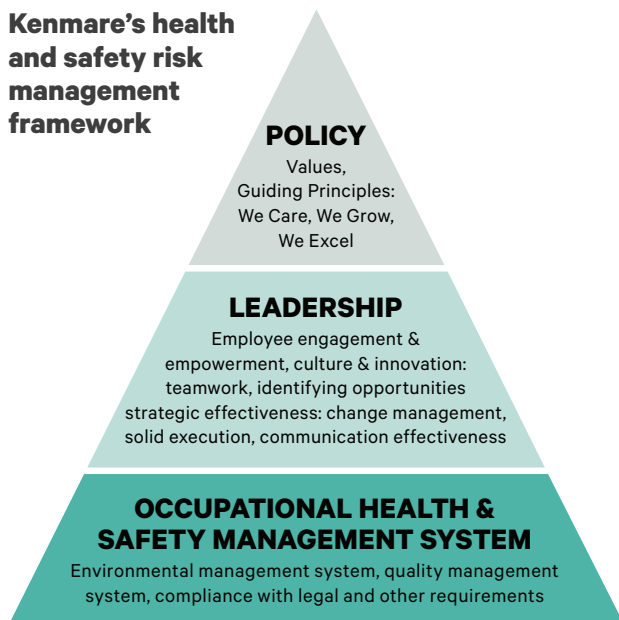 Kenmare’s health
and safety risk
management
framework
POLICY
Values,
Guiding Principles:
We Care, We Grow,
We Excel
LEADERSHIP
Employee engagement &
empowerment, culture & innovation:
teamwork, identifying opportunities
strategic effectiveness: change management,
solid execution, communication effectiveness
OCCUPATIONAL HEALTH &
SAFETY MANAGEMENT SYSTEM
Environmental management system, quality management
system, compliance with legal and other requirements